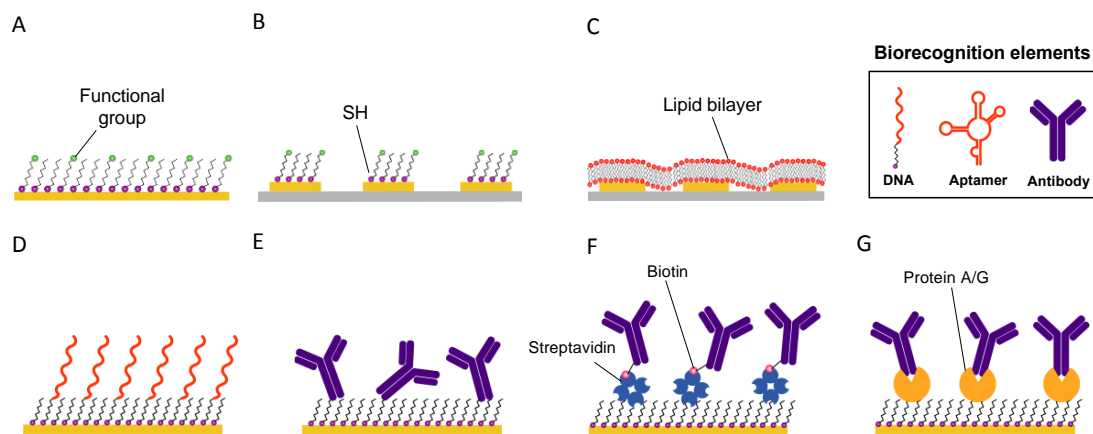 A
B
C
Biorecognition elements
Functional
group
SH
Lipid bilayer
DNA
Aptamer
Antibody
D
E
F
G
Biotin
Protein A/G
Streptavidin